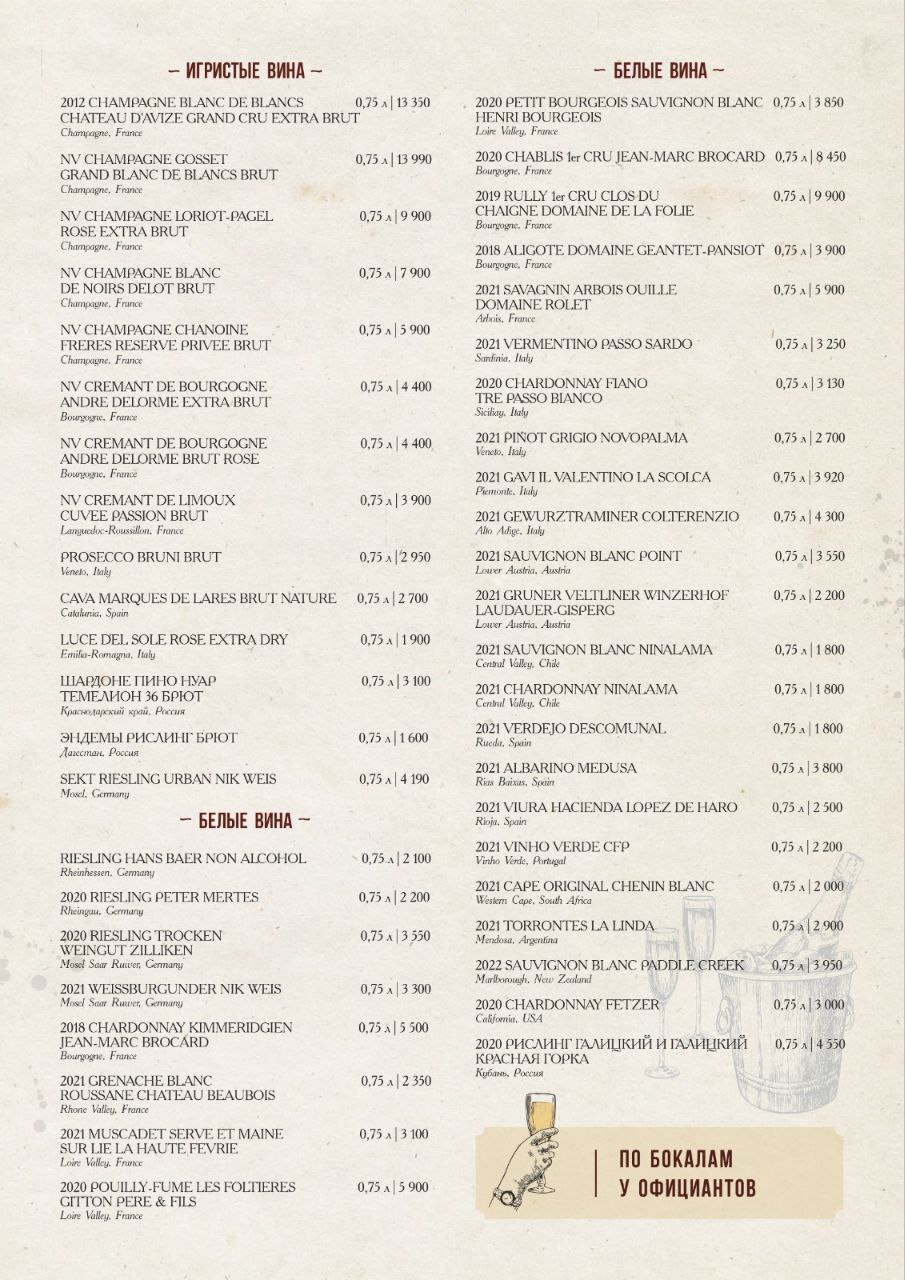 ~ ИГРИСТЫЕ ВИНА ~
2012 CHAMPAGNE BLANC DE BLANCS 0,75 л | 13 350
CHATEAU D'AVIZE GRAND CRU EXTRA BRUT
Champagne, France
NV CHAMPAGNE GOSSET 0,75 л | 13 990
GRAND BLANC DE BLANCS BRUT
Champagne, France
NV CHAMPAGNE LORIOT-PAGEL 0,75 л | 9 900
ROSE EXTRA BRUT
Champagne, France
NV CHAMPAGNE BLANC 0,75 л | 7 900
DE NOIRS DELOT BRUT
Champagne, France
NV CHAMPAGNE CHANOINE 0,75 л | 5 900
FRERES RESERVE PRIVEE BRUT
Champagne, France
NV CREMANT DE BOURGOGNE 0,75 л | 4 400
ANDRE DELORME EXTRA BRUT
Bourgogne, France
NV CREMANT DE BOURGOGNE 0,75 л | 4 400
ANDRE DELORME BRUT ROSE
Bourgogne, France
NV CREMANT DE LIMOUX 0,75 л | 3 900
CUVEE PASSION BRUT
Languedoc-Roussillon, France
PROSECCO BRUNI BRUT 0,75 л | 2 950
Veneto, Italy
CAVA MARQUES DE LARES BRUT NATURE 0,75 л | 2 700
Catalunia, Spain
LUCE DEL SOLE ROSE EXTRA DRY 0,75 л | 1 900
Emilia-Romagna, Italy
ШАРДОНЕ ПИНО НУАР 0,75 л | 3 100
ТЕМЕЛИОН 36 БРЮТ
Краснодарский край, Россия
ЭНДЕМЫ РИСЛИНГ БРЮТ 0,75 л | 1 600
Дагестан, Россия
SEKT RIESLING URBAN NIK WEIS 0,75 л | 4 190
Mosel, Germany
~ БЕЛЫЕ ВИНА ~
RIESLING HANS BAER NON ALCOHOL 0,75 л | 2 100
Rheinhessen, Germany
2020 RIESLING PETER MERTES 0,75 л | 2 200
Rheingau, Germany
2020 RIESLING TROCKEN 0,75 л | 3 550
WEINGUT ZILLIKEN
Mosel Saar Ruwer, Germany
2021 WEISSBURGUNDER NIK WEIS 0,75 л | 3 300
Mosel Saar Ruwer, Germany
2018 CHARDONNAY KIMMERIDGIEN 0,75 л | 5 500
JEAN-MARC BROCARD
Bourgogne, France
2021 GRENACHE BLANC 0,75 л | 2 350
ROUSSANE CHATEAU BEAUBOIS
Rhone Valley, France
2021 MUSCADET SERVE ET MAINE 0,75 л | 3 100
SUR LIE LA HAUTE FEVRIE
Loire Valley, France
2020 POUILLY-FUME LES FOLTIERES 0,75 л | 5 900
GITTON PERE & FILS
Loire Valley, France
~ БЕЛЫЕ ВИНА ~
2020 PETIT BOURGEOIS SAUVIGNON BLANC 0,75 л | 3 850
HENRI BOURGEOIS
Loire Valley, France
2020 CHABLIS 1er CRU JEAN-MARC BROCARD 0,75 л | 8 450
Bourgogne, France
2019 RULLY 1er CRU CLOS DU 0,75 л | 9 900
CHAIGNE DOMAINE DE LA FOLIE
Bourgogne, France
2018 ALIGOTE DOMAINE GEANTET-PANSIOT 0,75 л | 3 900
Bourgogne, France
2021 SAVAGNIN ARBOIS OUILLE 0,75 л | 5 900
DOMAINE ROLET
Arbois, France
2021 VERMENTINO PASSO SARDO 0,75 л | 3 250
Sardinia, Italy
2020 CHARDONNAY FIANO 0,75 л | 3 130
TRE PASSO BIANCO
Siciliay, Italy
2021 PINOT GRIGIO NOVOPALMA 0,75 л | 2 700
Veneto, Italy
2021 GAVI IL VALENTINO LA SCOLCA 0,75 л | 3 920
Piemonte, Italy
2021 GEWURZTRAMINER COLTERENZIO 0,75 л | 4 300
Alto Adige, Italy
2021 SAUVIGNON BLANC POINT 0,75 л | 3 550
Lower Austria, Austria
2021 GRUNER VELTLINER WINZERHOF 0,75 л | 2 200
LAUDAUER-GISPERG
Lower Austria, Austria
2021 SAUVIGNON BLANC NINALAMA 0,75 л | 1 800
Central Valley, Chile
2021 CHARDONNAY NINALAMA 0,75 л | 1 800
Central Valley, Chile
2021 VERDEJO DESCOMUNAL 0,75 л | 1 800
Rueda, Spain
2021 ALBARINO MEDUSA 0,75 л | 3 800
Rias Baixas, Spain
2021 VIURA HACIENDA LOPEZ DE HARO 0,75 л | 2 500
Rioja, Spain
2021 VINHO VERDE CFP 0,75 л | 2 200
Vinho Verde, Portugal
2021 CAPE ORIGINAL CHENIN BLANC 0,75 л | 2 000
Western Cape, South Africa
2021 TORRONTES LA LINDA 0,75 л | 2 900
Mendosa, Argentina
2022 SAUVIGNON BLANC PADDLE CREEK 0,75 л | 3 950
Marlborough, New Zealand
2020 CHARDONNAY FETZER 0,75 л | 3 000
California, USA
2020 РИСЛИНГ ГАЛИЦКИЙ И ГАЛИЦКИЙ 0,75 л | 4 550
КРАСНАЯ ГОРКА
Кубань, Россия
ПО БОКАЛАМ
У ОФИЦИАНТОВ